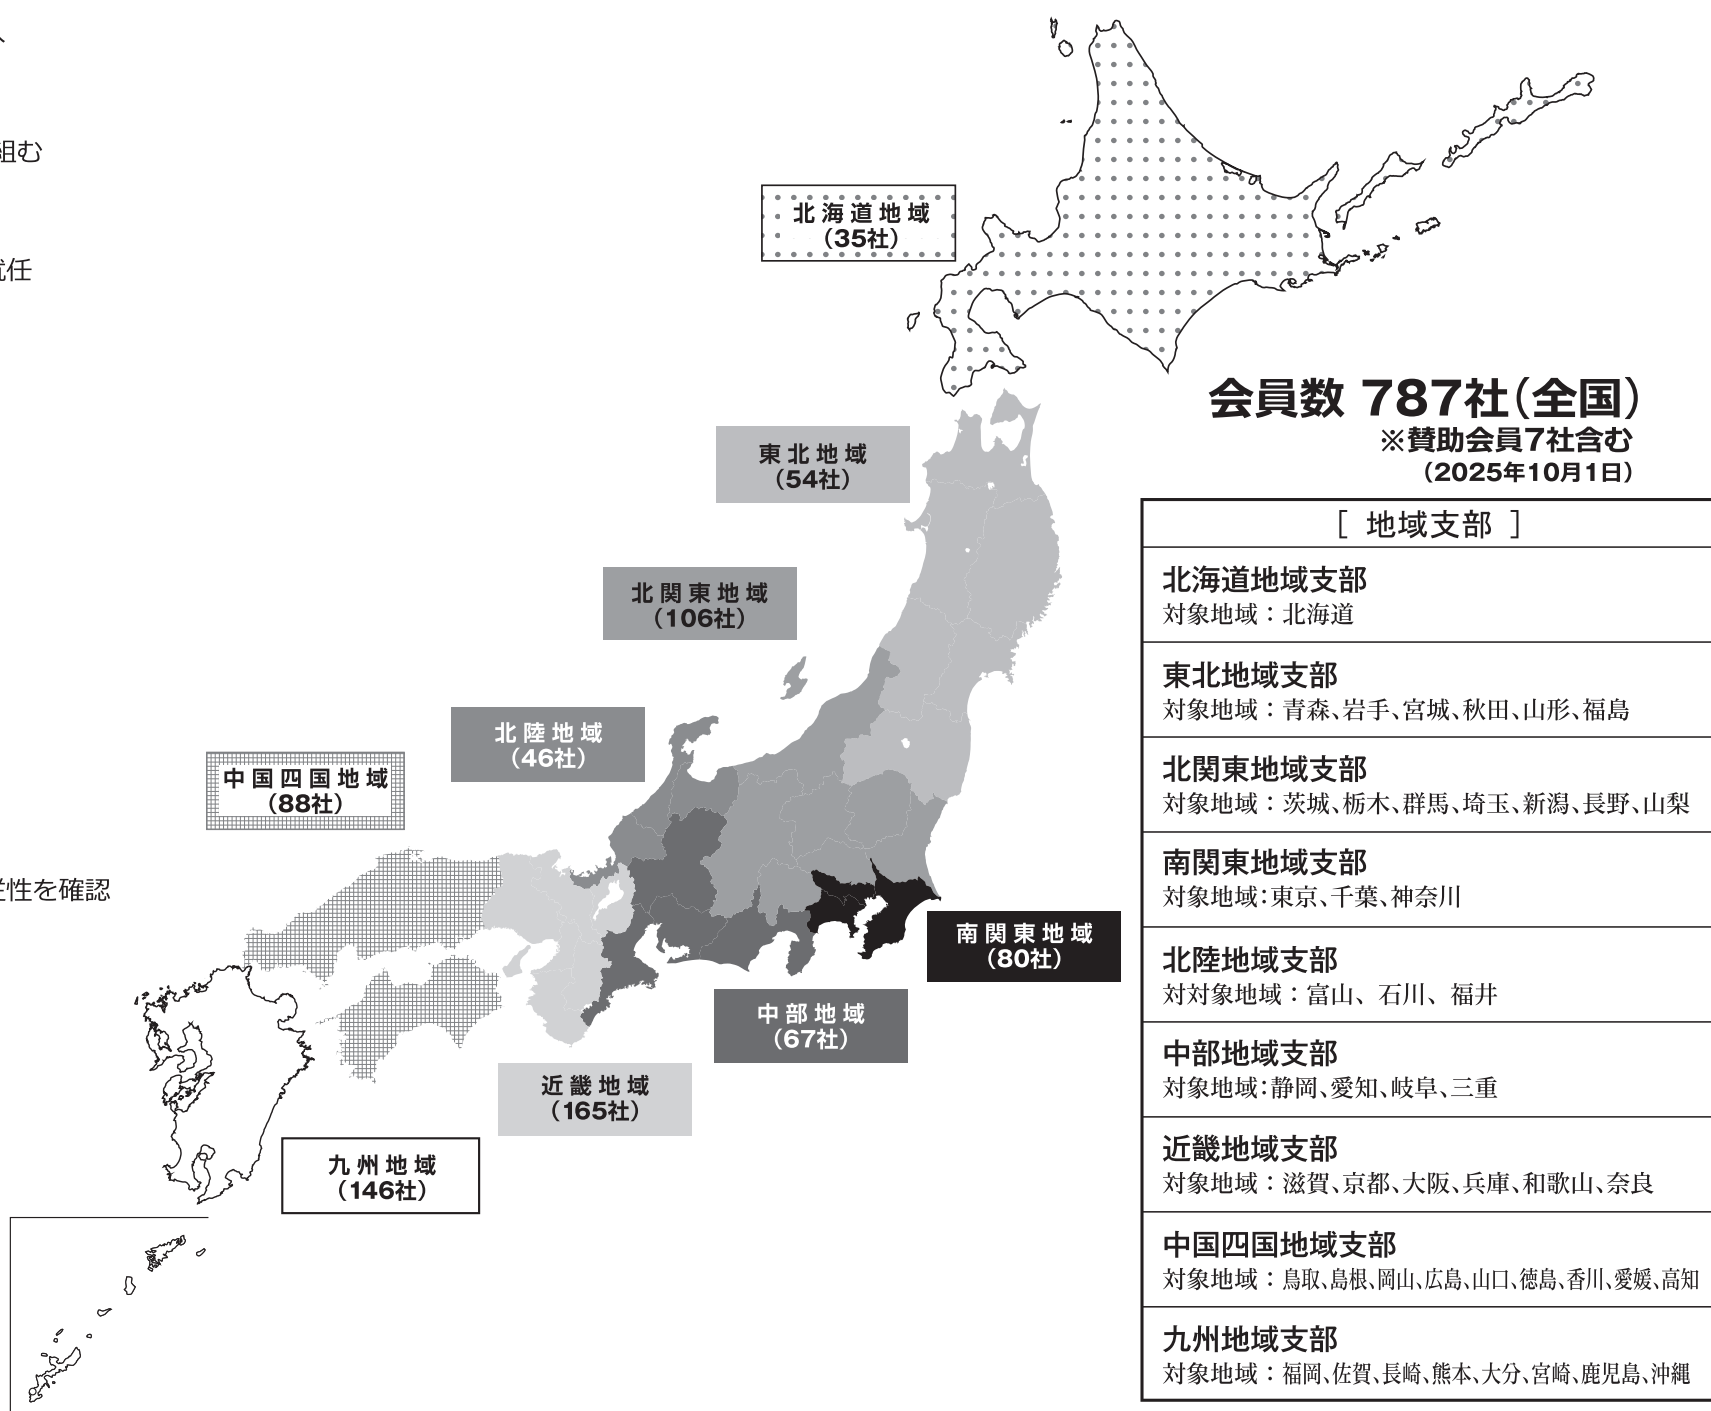 組む
就任
性を確認
北海道地域
（35社）
東北地域
（54社）
北関東地域
（106社）
北陸地域
（46社）
中国四国地域
（88社）
南関東地域
（80社）
中部地域
（67社）
近畿地域
（165社）
九州地域
（146社）
会員数 787社（全国）
※賛助会員7社含む
（2025年10月1日）
［ 地域支部 ］
北海道地域支部
対象地域：北海道
東北地域支部
対象地域：青森、岩手、宮城、秋田、山形、福島
北関東地域支部
対象地域：茨城、栃木、群馬、埼玉、新潟、長野、山梨
南関東地域支部
対象地域：東京、千葉、神奈川
北陸地域支部
対対象地域：富山、石川、福井
中部地域支部
対象地域：静岡、愛知、岐阜、三重
近畿地域支部
対象地域：滋賀、京都、大阪、兵庫、和歌山、奈良
中国四国地域支部
対象地域：鳥取、島根、岡山、広島、山口、徳島、香川、愛媛、高知
九州地域支部
対象地域：福岡、佐賀、長崎、熊本、大分、宮崎、鹿児島、沖縄